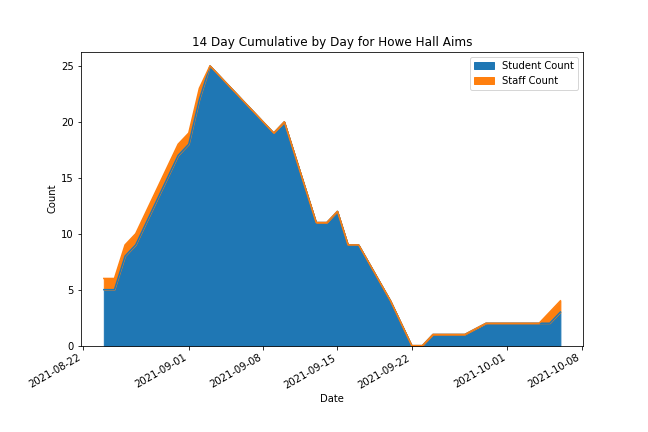 14 Day Cumulative by Day for Howe Hall Aims
Student Count
Staff Count
25
20
15
10
5
0
Count
2021-08-22
2021-09-01
2021-09-08
2021-09-15
2021-09-22
2021-10-01
2021-10-08
Date